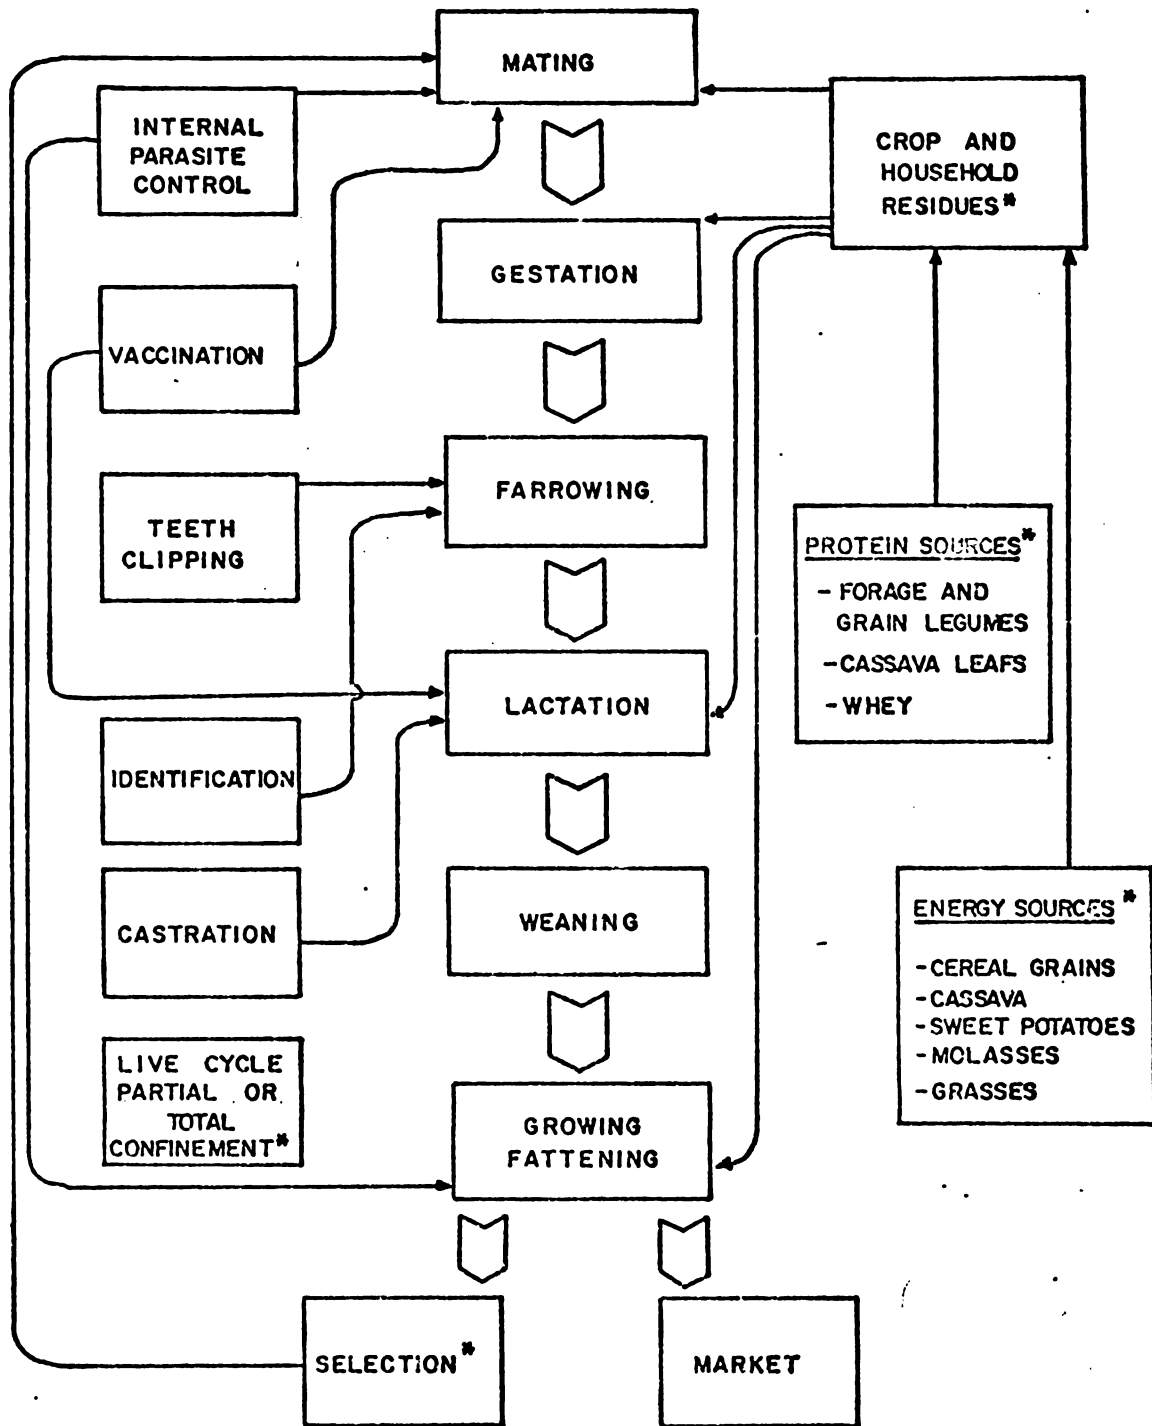 MATING
INTERNAL
PARASITE
CONTROL
CROP AND
HOUSEHOLD
RESIDUES*
GESTATION
VACCINATION
FARROWING
TEETH
CLIPPING
PROTEIN SOURCES*
- FORAGE AND
GRAIN LEGUMES
-CASSAVA LEAFS
-WHEY
LACTATION
IDENTIFICATION
CASTRATION
WEANING
ENERGY SOURCES*
-CEREAL GRAINS
-CASSAVA
-SWEET POTATOES
-MOLASSES
-GRASSES
LIVE CYCLE
PARTIAL OR
TOTAL
CONFINEMENT*
GROWING
FATTENING
SELECTION*
MARKET